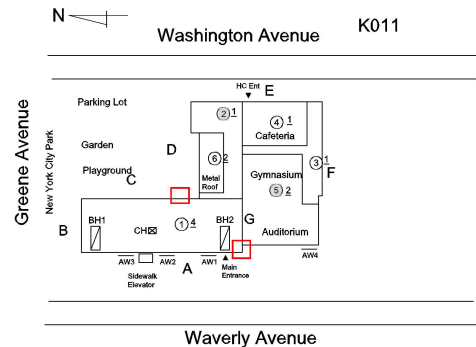 N
Washington Avenue
K011
HC Ent
E
Parking Lot
2 1
4 1
Cafeteria
Garden
D
6 2
3 1
Metal
Roof
Gymnasium
F
Playground
C
5 2
Greene Avenue
New York City Park
B
BH1
CH
1 4
BH2
G
Auditorium
AW3
AW2
AW1
AW4
A
Main
Entrance
Sidewalk
Elevator
Waverly Avenue